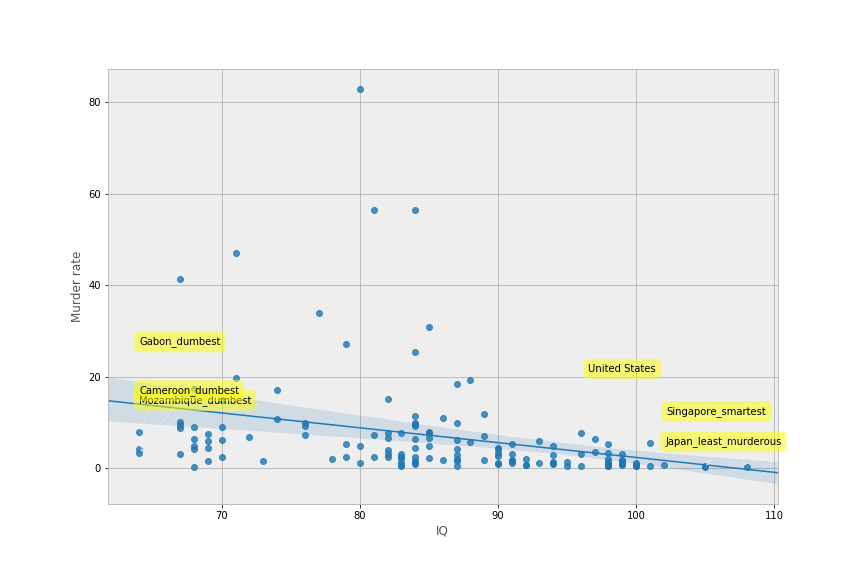 80
60
40
20
0
Murder rate
Gabon_dumbest
United States
Cameroon_dumbest
Mozambique_dumbest
Singapore_smartest
Japan_least_murderous
70
80
90
100
110
IQ